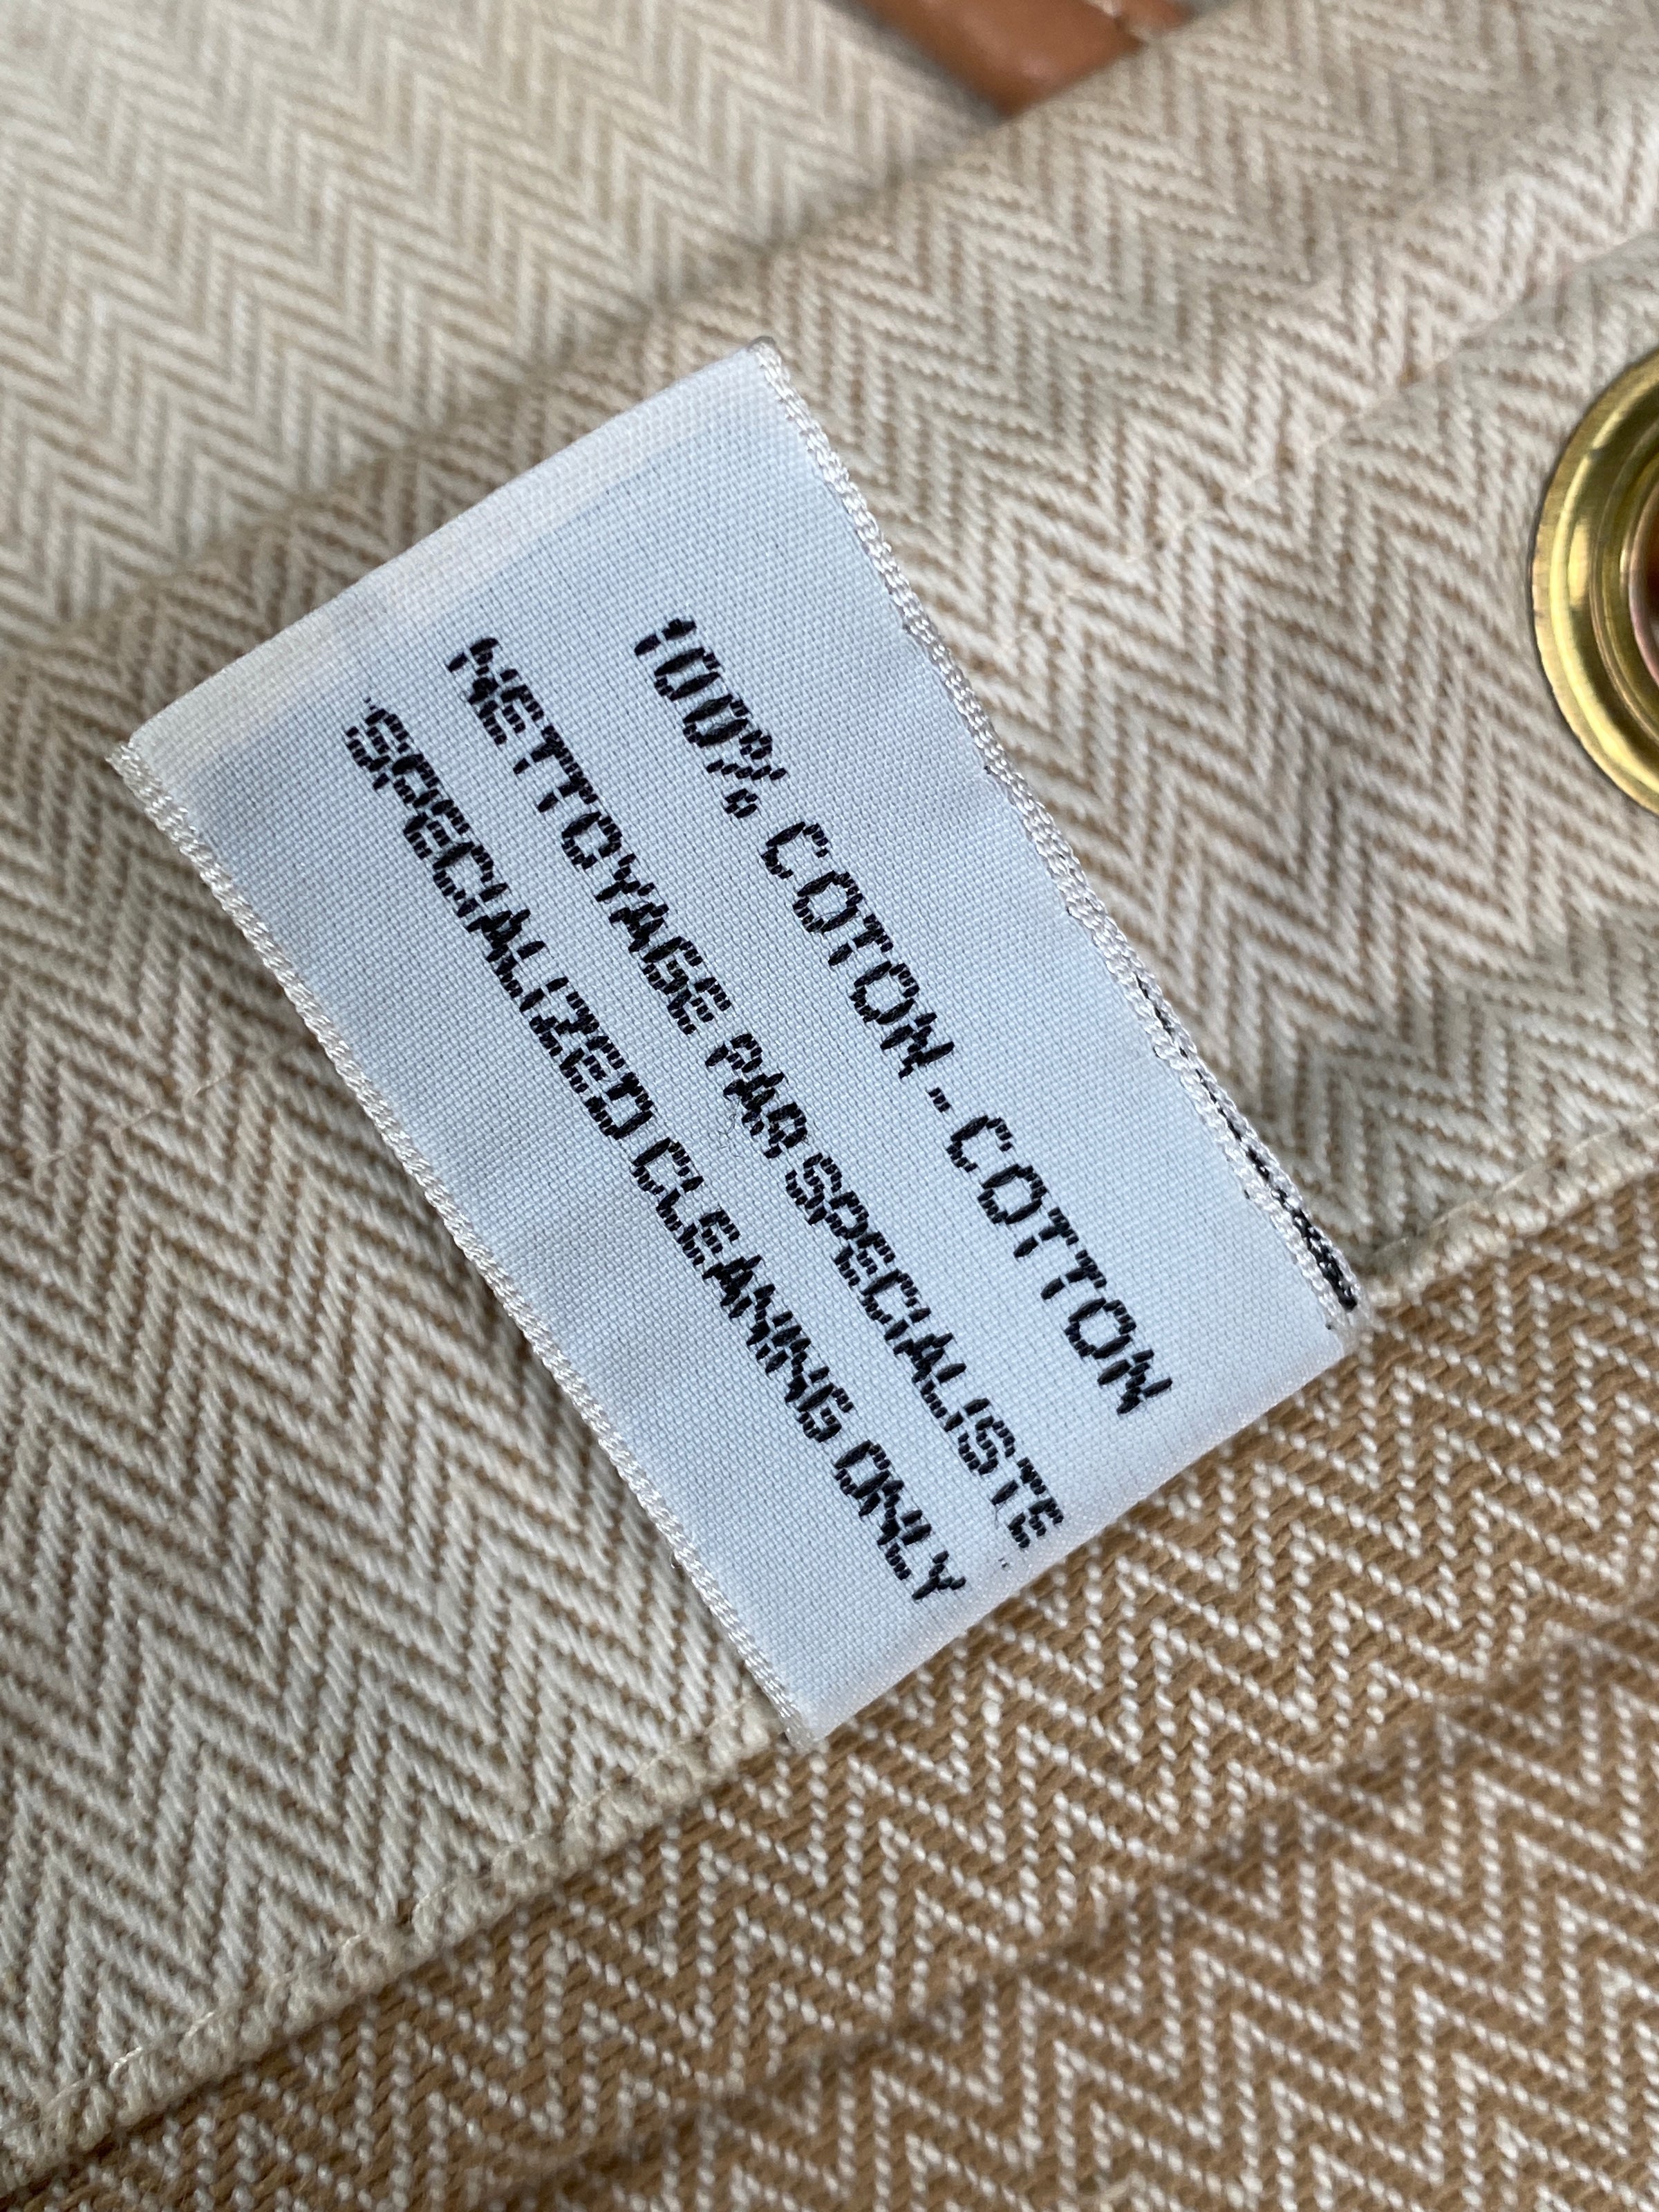 100% COTON - COTTON
NETTOYAGE PAR SPECIALISTE
SPECIALIZED CLEANING ONLY